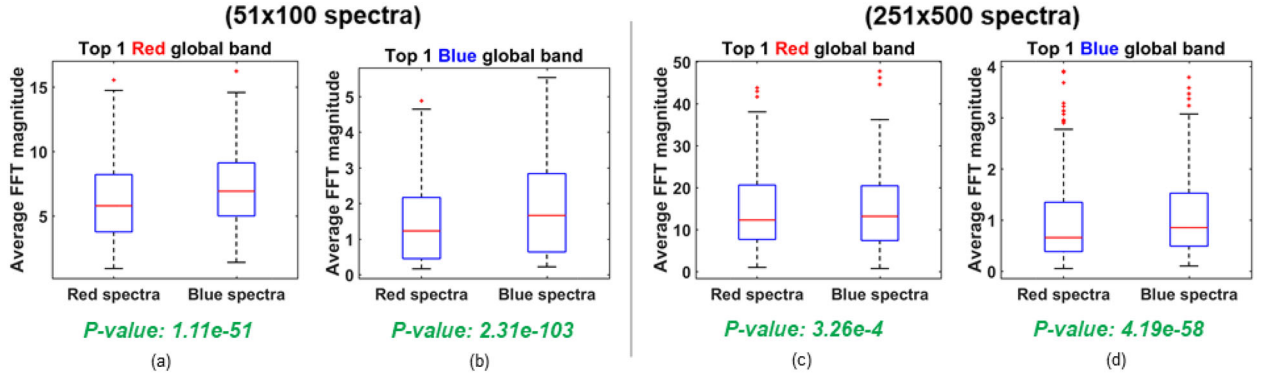 (51x100 spectra)
(251x500 spectra)
Top 1 Red global band
Average FFT magnitude
15
10
5
Red spectra
Blue spectra
P-value: 1.11e-51
(a)
Top 1 Blue global band
Average FFT magnitude
5
4
3
2
1
0
Red spectra
Blue spectra
P-value: 2.31e-103
(b)
Top 1 Red global band
Average FFT magnitude
50
40
30
20
10
0
Red spectra
Blue spectra
P-value: 3.26e-4
(c)
Top 1 Blue global band
Average FFT magnitude
4
3
2
1
0
Red spectra
Blue spectra
P-value: 4.19e-58
(d)